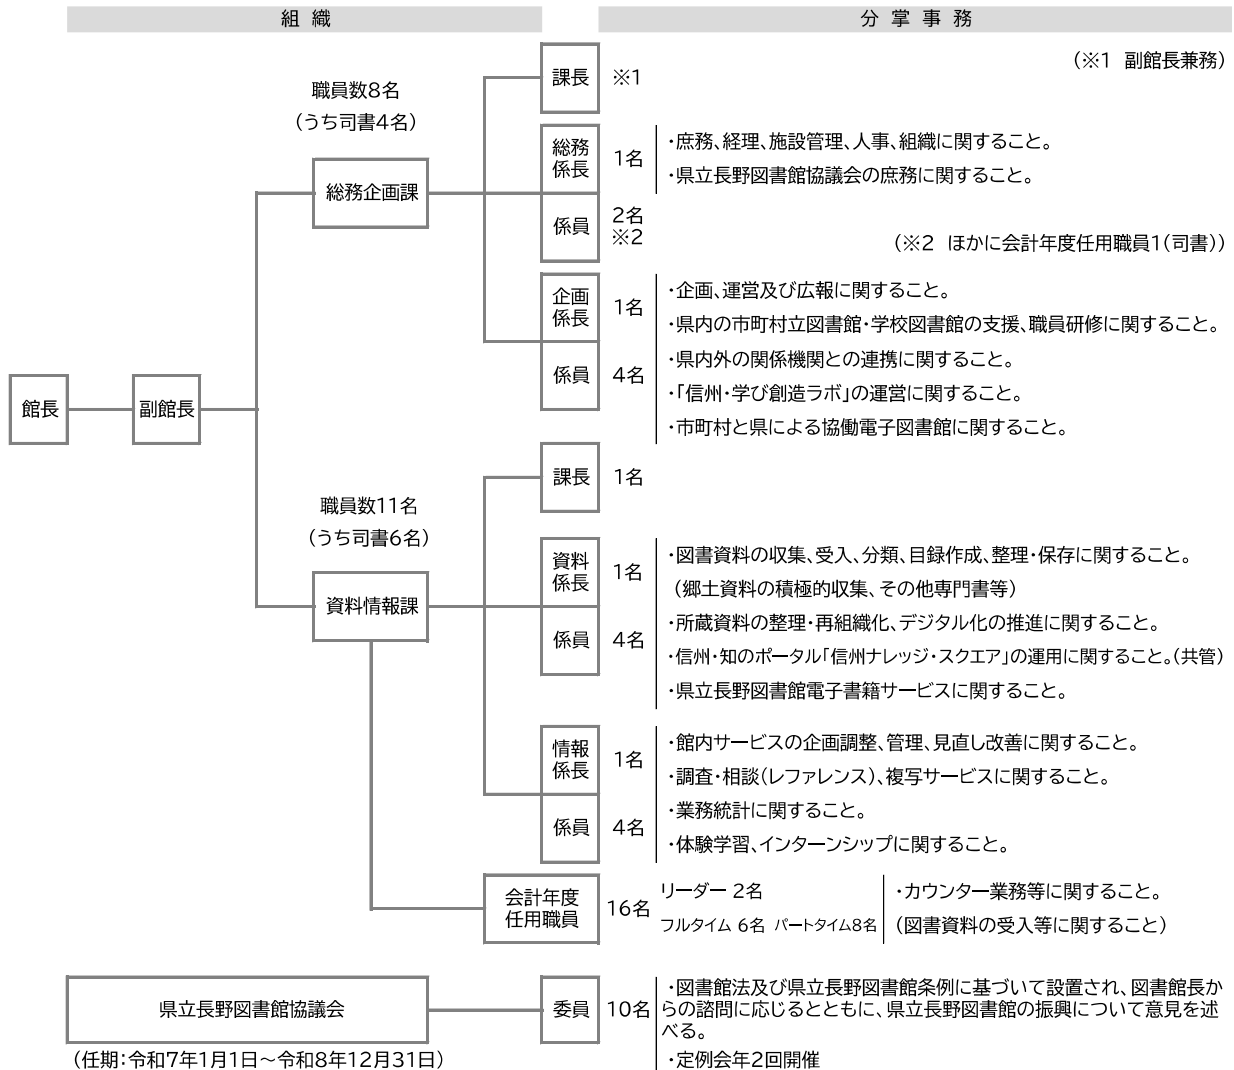 組織
分掌事務
課長
※1
(※1 副館長兼務)
職員数8名
(うち司書4名)
総務企画課
総務
係長
1名
・庶務、経理、施設管理、人事、組織に関すること。
・県立長野図書館協議会の庶務に関すること。
係員
2名
※2
(※2 ほかに会計年度任用職員1(司書))
企画
係長
1名
・企画、運営及び広報に関すること。
・県内の市町村立図書館・学校図書館の支援、職員研修に関すること。
係員
4名
・県内外の関係機関との連携に関すること。
・「信州・学び創造ラボ」の運営に関すること。
・市町村と県による協働電子図書館に関すること。
館長
副館長
課長
1名
職員数11名
(うち司書6名)
資料情報課
資料
係長
1名
・図書資料の収集、受入、分類、目録作成、整理・保存に関すること。
(郷土資料の積極的収集、その他専門書等)
係員
4名
・所蔵資料の整理・再組織化、デジタル化の推進に関すること。
・信州・知のポータル「信州ナレッジ・スクエア」の運用に関すること。(共管)
・県立長野図書館電子書籍サービスに関すること。
情報
係長
1名
・館内サービスの企画調整、管理、見直し改善に関すること。
・調査・相談(レファレンス)、複写サービスに関すること。
係員
4名
・業務統計に関すること。
・体験学習、インターンシップに関すること。
会計年度
任用職員
16名
リーダー 2名
フルタイム 6名 パートタイム8名
・カウンター業務等に関すること。
(図書資料の受入等に関すること)
県立長野図書館協議会
(任期:令和7年1月1日～令和8年12月31日)
委員
10名
・図書館法及び県立長野図書館条例に基づいて設置され、図書館長か
らの諮問に応じるとともに、県立長野図書館の振興について意見を述
べる。
・定例会年2回開催